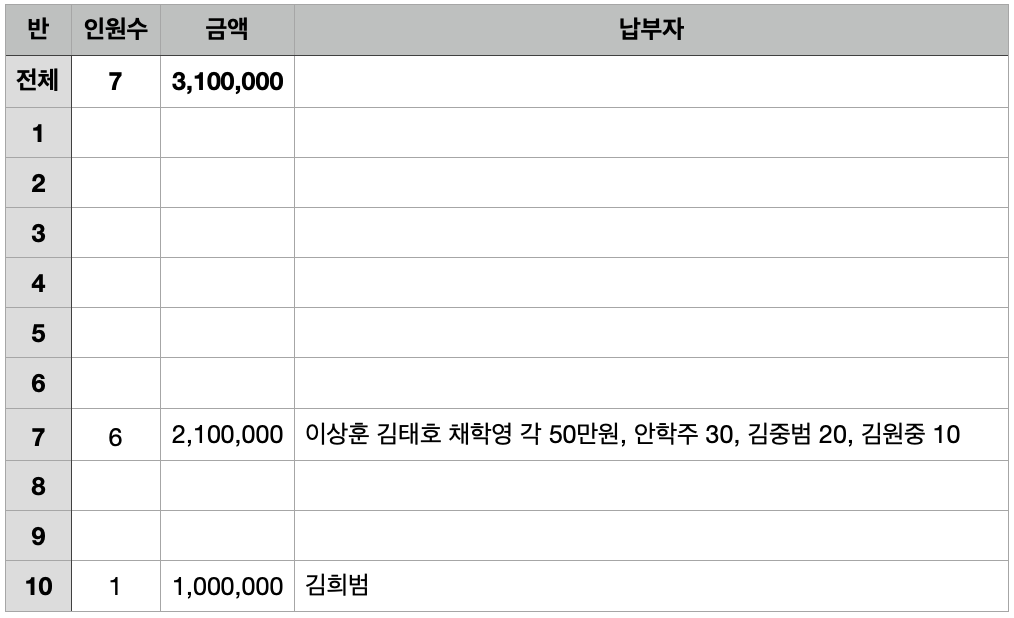 반 인원수 금액 납부자
전체 7 3,100,000
1
2
3
4
5
6
7 6 2,100,000 이상훈 김태호 채학영 각 50만원, 안학주 30, 김중범 20, 김원중 10
8
9
10 1 1,000,000 김희범